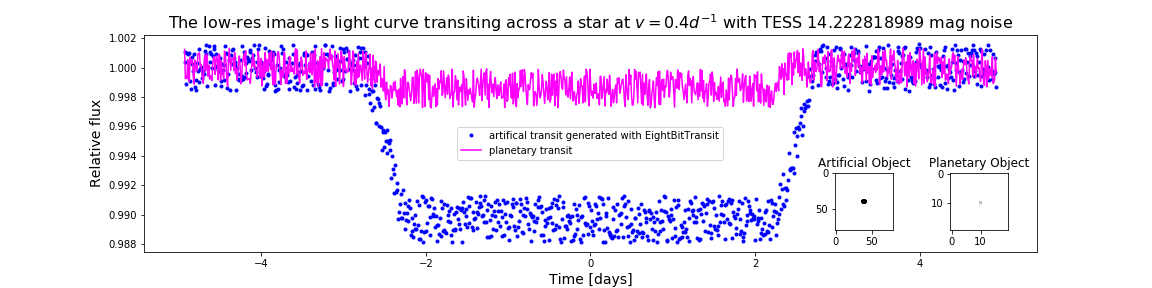 The low-res image's light curve transiting across a star at v = 0.4d⁻¹ with TESS 14.222818989 mag noise
1.002
1.000
0.998
0.996
0.994
0.992
0.990
0.988
Relative flux
artifical transit generated with EightBitTransit
planetary transit
Artificial Object
0
50
0 50
Planetary Object
0
10
0 10
−4 −2 0 2 4
Time [days]